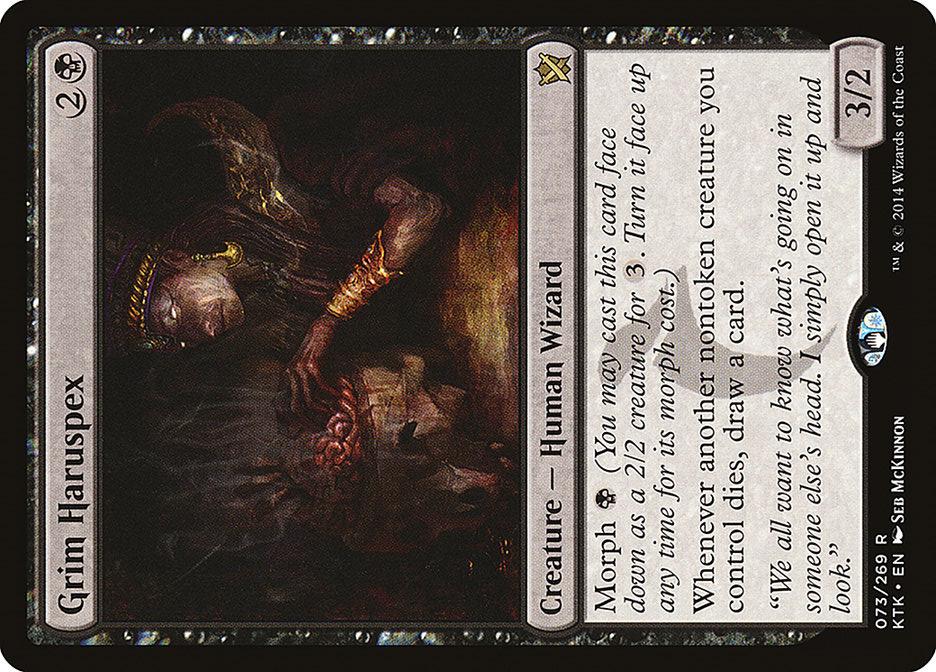 Grim Haruspex
2
Creature — Human Wizard
Morph (You may cast this card face
down as a 2/2 creature for 3. Turn it face up
any time for its morph cost.)
Whenever another nontoken creature you
control dies, draw a card.
“We all want to know what’s going on in
someone else’s head. I simply open it up and
look.”
3/2
073/269 R
KTK • EN Seb McKinnon
™ & © 2014 Wizards of the Coast